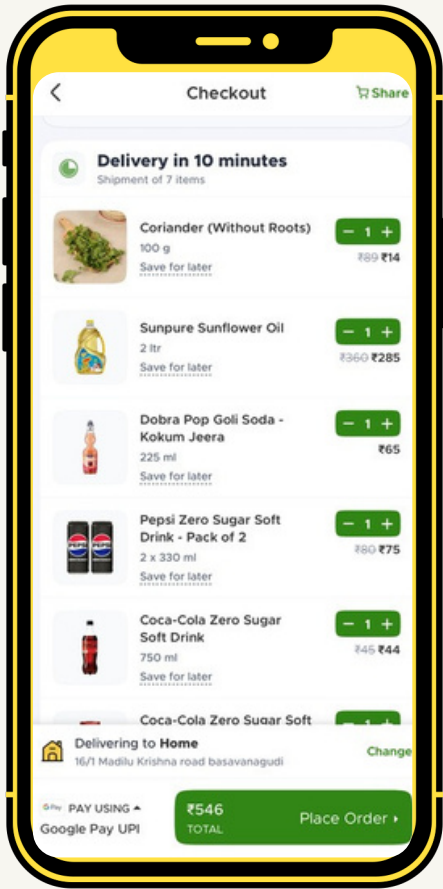 Checkout
Share
Delivery in 10 minutes
Shipment of 7 items
Coriander (Without Roots)
100 g
Save for later
- 1 +
₹89 ₹14
Sunpure Sunflower Oil
2 ltr
Save for later
- 1 +
₹360 ₹285
Dobra Pop Goli Soda -
Kokum Jeera
225 ml
Save for later
- 1 +
₹65
Pepsi Zero Sugar Soft
Drink - Pack of 2
2 x 330 ml
Save for later
- 1 +
₹80 ₹75
pepsi
pepsi
Coca-Cola Zero Sugar
Soft Drink
750 ml
Save for later
- 1 +
₹45 ₹44
Coca-Cola Zero Sugar Soft
- 1 +
Delivering to Home
16/1 Madilu Krishna road basavanagudi
Change
G Pay PAY USING
Google Pay UPI
₹546
TOTAL
Place Order